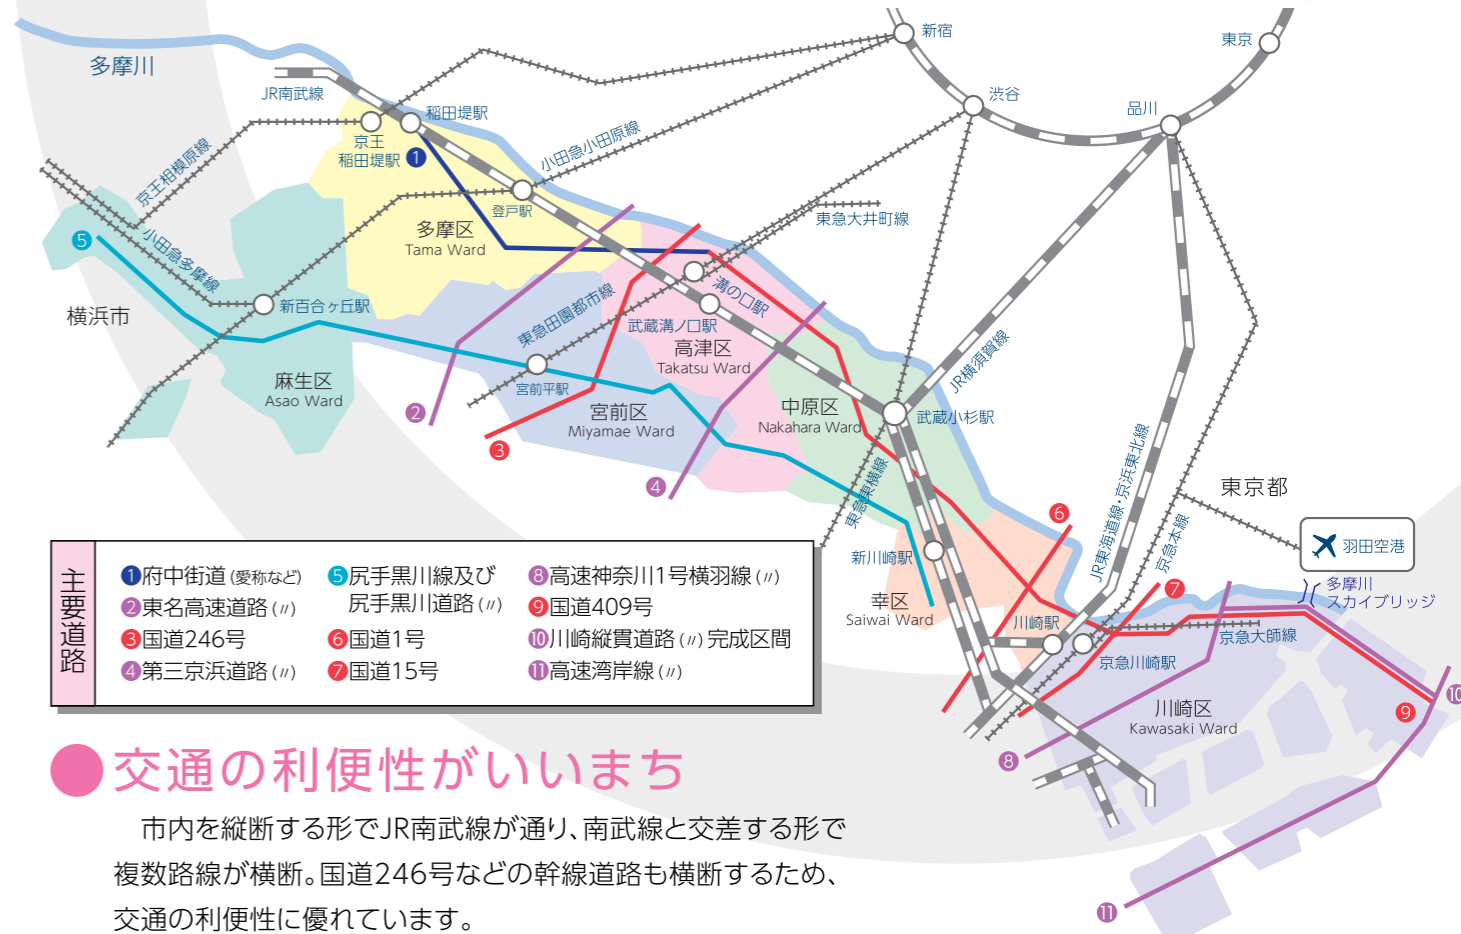 新宿
東京
多摩川
JR南武線
渋谷
品川
稲田堤駅
京王
稲田堤駅
1
小田急小田原線
京王相模原線
登戸駅
東急大井町線
多摩区
Tama Ward
5
小田急多摩線
溝の口駅
新百合ヶ丘駅
東急田園都市線
横浜市
武蔵溝ノ口駅
高津区
Takatsu Ward
JR横須賀線
麻生区
Asao Ward
宮前平駅
2
宮前区
Miyamae Ward
中原区
Nakahara Ward
武蔵小杉駅
3
4
東急東横線
JR東海道線・京浜東北線
東京都
6
京急本線
羽田空港
新川崎駅
7
多摩川
スカイブリッジ
幸区
Saiwai Ward
川崎駅
京急大師線
京急川崎駅
10
9
川崎区
Kawasaki Ward
8
11
主要道路
1府中街道(愛称など)
2東名高速道路(〃)
3国道246号
4第三京浜道路(〃)
5尻手黒川線及び
尻手黒川道路(〃)
6国道1号
7国道15号
8高速神奈川1号横羽線(〃)
9国道409号
10川崎縦貫道路(〃)完成区間
11高速湾岸線(〃)
●交通の利便性がいいまち
市内を縦断する形でJR南武線が通り、南武線と交差する形で
複数路線が横断。国道246号などの幹線道路も横断するため、
交通の利便性に優れています。